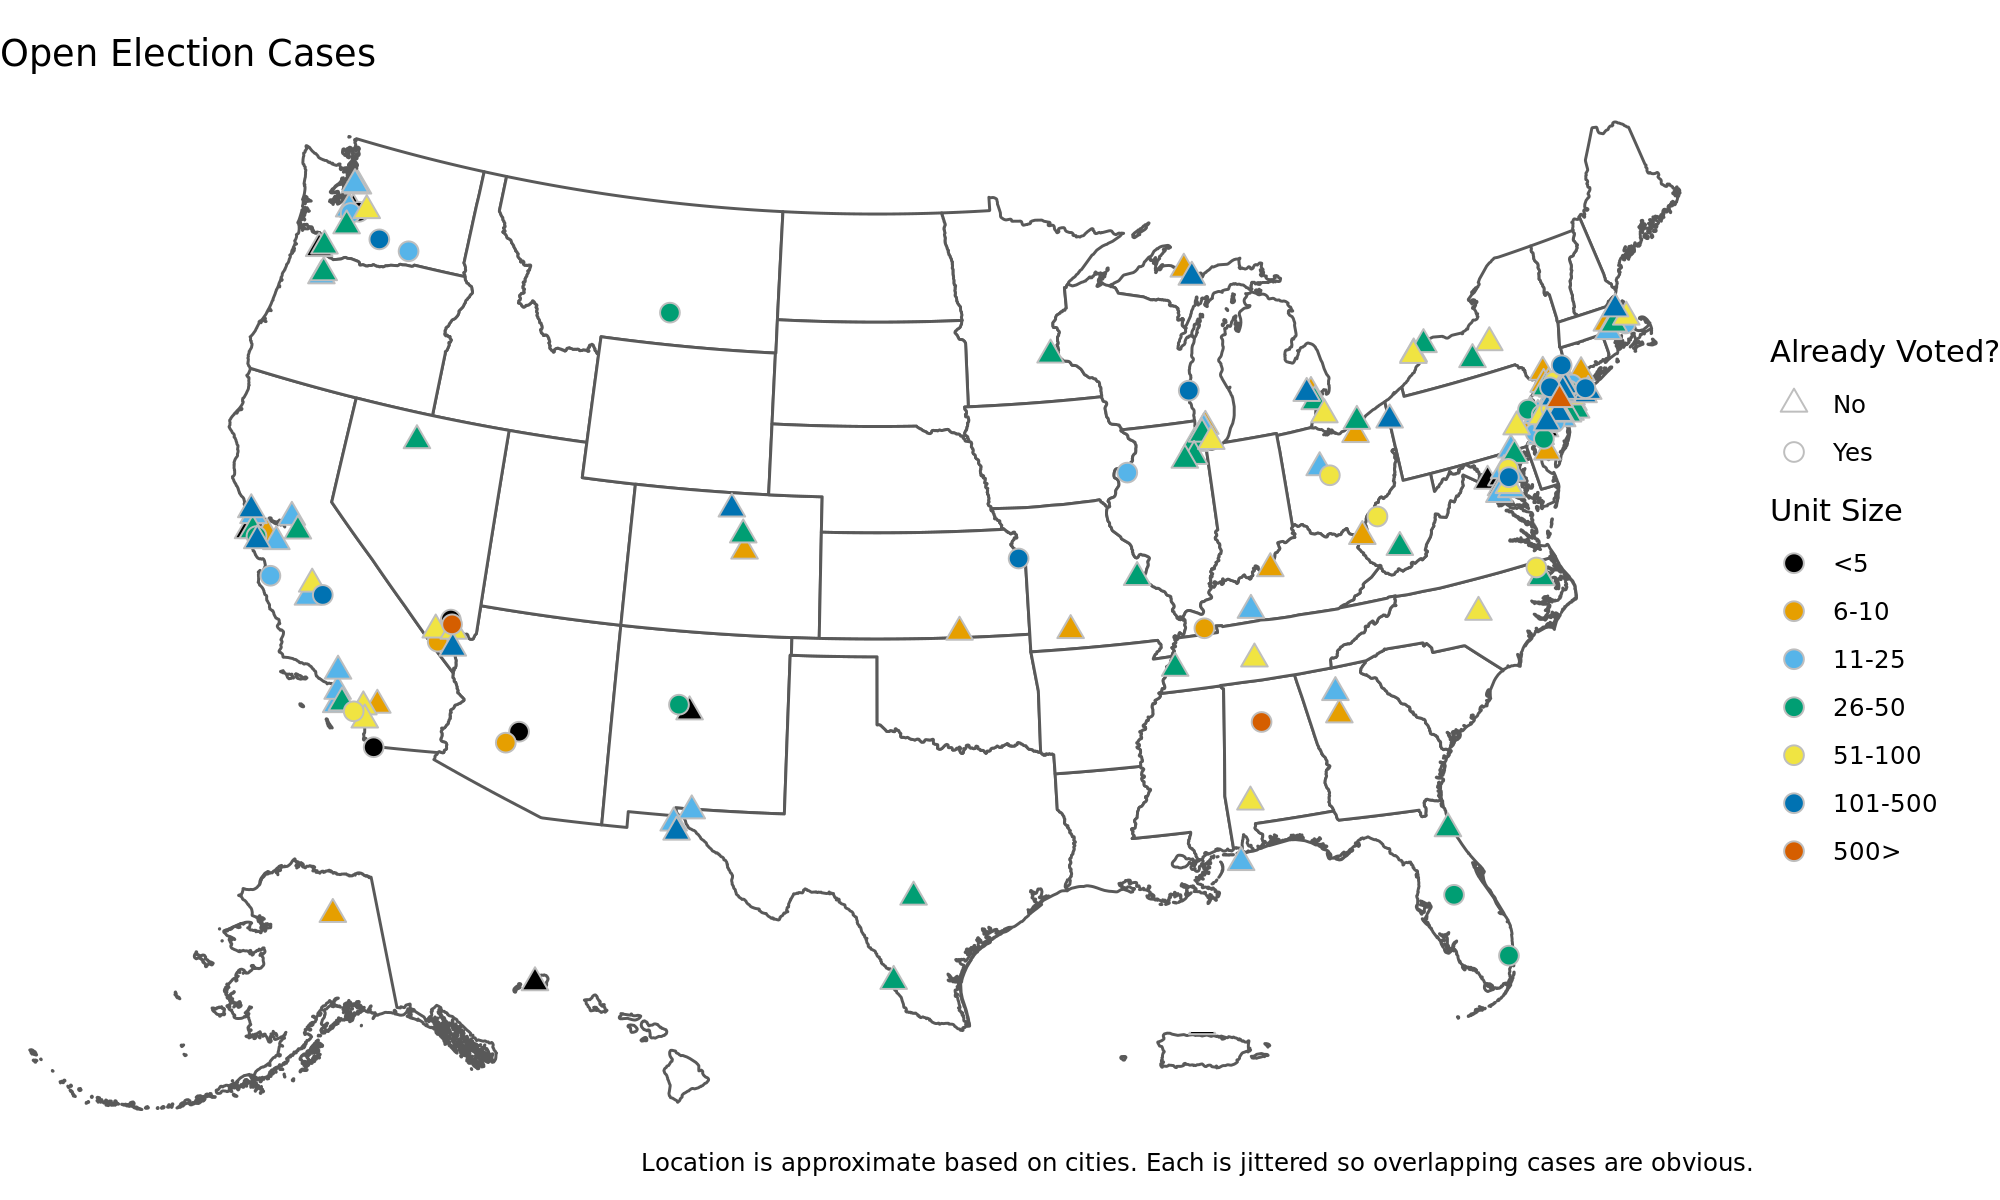 Open Election Cases
Already Voted?
No
Yes
Unit Size
<5
6-10
11-25
26-50
51-100
101-500
500>
Location is approximate based on cities. Each is jittered so overlapping cases are obvious.